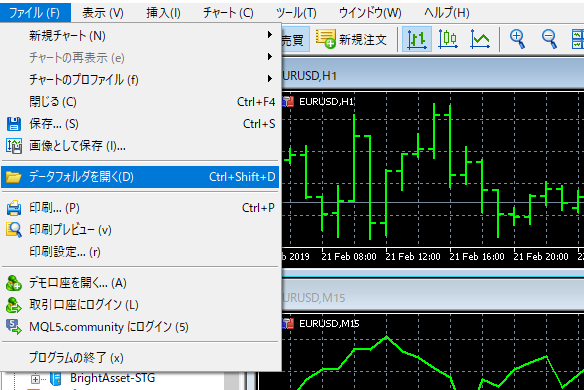 ファイル (F) 表示 (V) 挿入(I) チャート (C) ツール(T) ウインドウ(W) ヘルプ(H)
新規チャート (N)
売買 新規注文
チャートの再表示 (e)
チャートのプロファイル (f)
EURUSD,H1
閉じる (C) Ctrl+F4
EURUSD,H1
保存... (S) Ctrl+S
画像として保存 (I)...
データフォルダを開く(D) Ctrl+Shift+D
印刷... (P) Ctrl+P
印刷プレビュー (v)
印刷設定... (r)
2019 21 Feb 08:00 21 Feb 12:00 21 Feb 16:00 21 Feb 20:00 22
デモ口座を開く... (A)
EURUSD,M15
取引口座にログイン (L)
MQL5.community にログイン (5)
EURUSD,M15
プログラムの終了 (x)
BrightAsset-STG